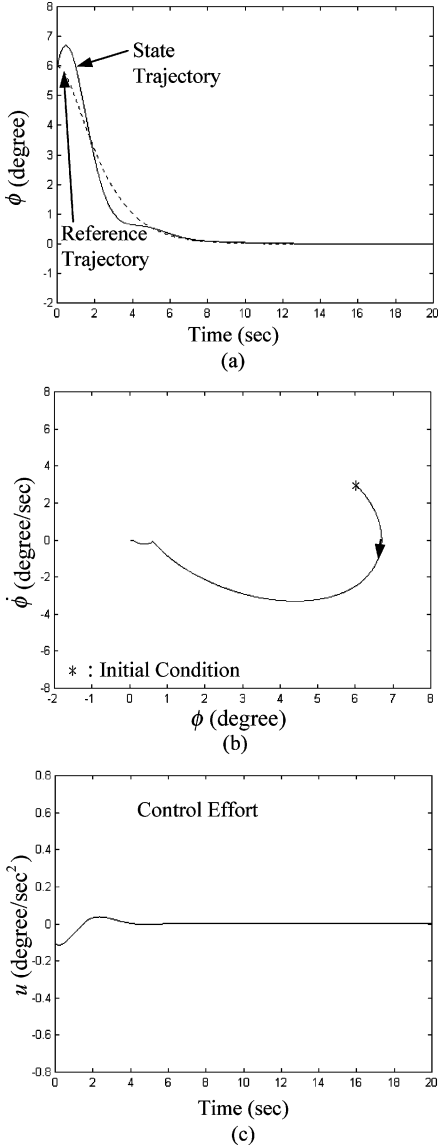 8
7
6
5
4
3
2
1
0
-1
-2
ϕ (degree)
State
Trajectory
Reference
Trajectory
0 2 4 6 8 10 12 14 16 18 20
Time (sec)
(a)
8
6
4
2
0
-2
-4
-6
-8
ϕ̇ (degree/sec)
* : Initial Condition
-2 -1 0 1 2 3 4 5 6 7 8
ϕ (degree)
(b)
0.8
0.6
0.4
0.2
0
-0.2
-0.4
-0.6
-0.8
u (degree/sec²)
Control Effort
0 2 4 6 8 10 12 14 16 18 20
Time (sec)
(c)